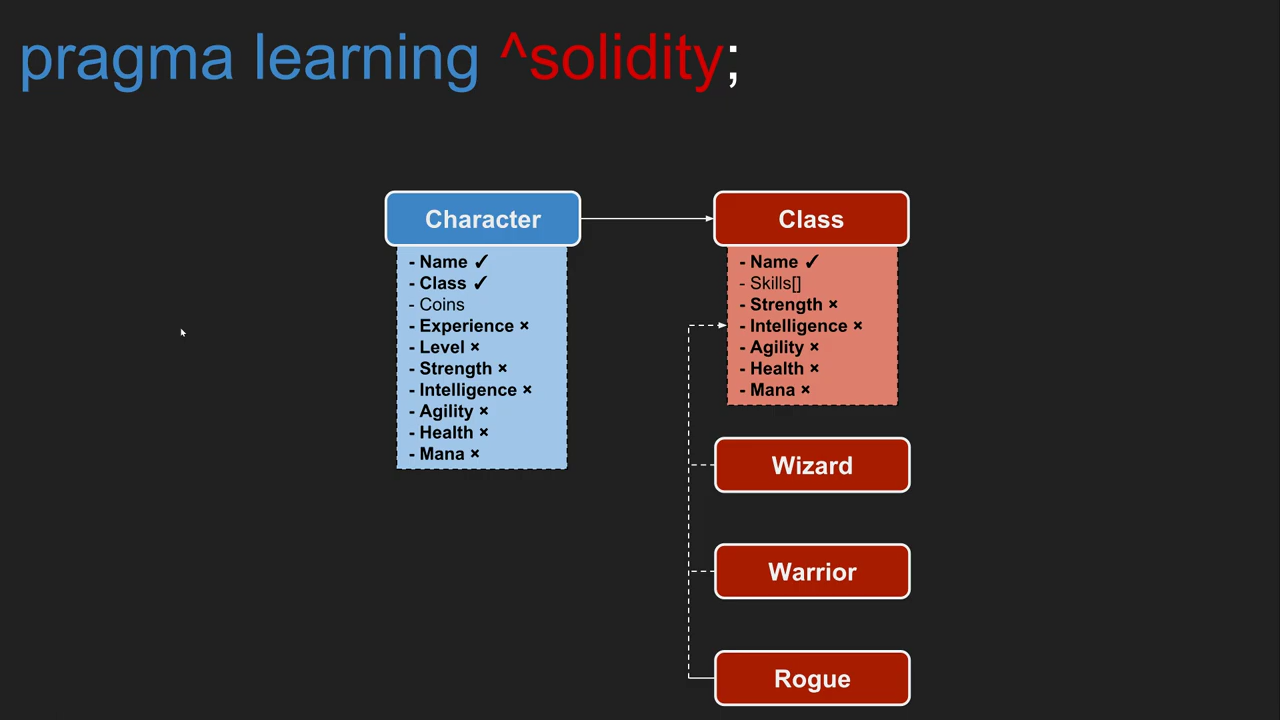 pragma learning ^solidity;
Character
- Name ✓
- Class ✓
- Coins
- Experience ×
- Level ×
- Strength ×
- Intelligence ×
- Agility ×
- Health ×
- Mana ×
Class
- Name ✓
- Skills[]
- Strength ×
- Intelligence ×
- Agility ×
- Health ×
- Mana ×
Wizard
Warrior
Rogue